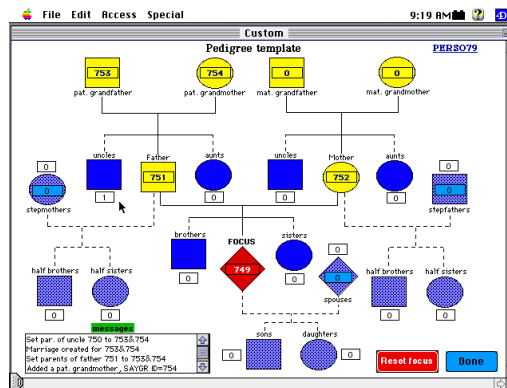 File Edit Access Special 9:19 AM
Custom
Pedigree template PERSO79
753 754 0 0
pat. grandfather pat. grandmother mat. grandfather mat. grandmother
uncles Father aunts uncles Mother aunts
0 0
0 751 0 752 0
stepmothers 1 0 0 0 stepfathers
brothers FOCUS sisters
0
half brothers half sisters 749 0 half brothers half sisters
0 0 spouses
0 0 0 0
messages
Set par. of uncle 750 to 753&754
Marriage created for 753&754
Set parents of father 751 to 753&754
Added a pat. grandmother, SAYGR ID=754
sons daughters
0 0
Reset focus Done